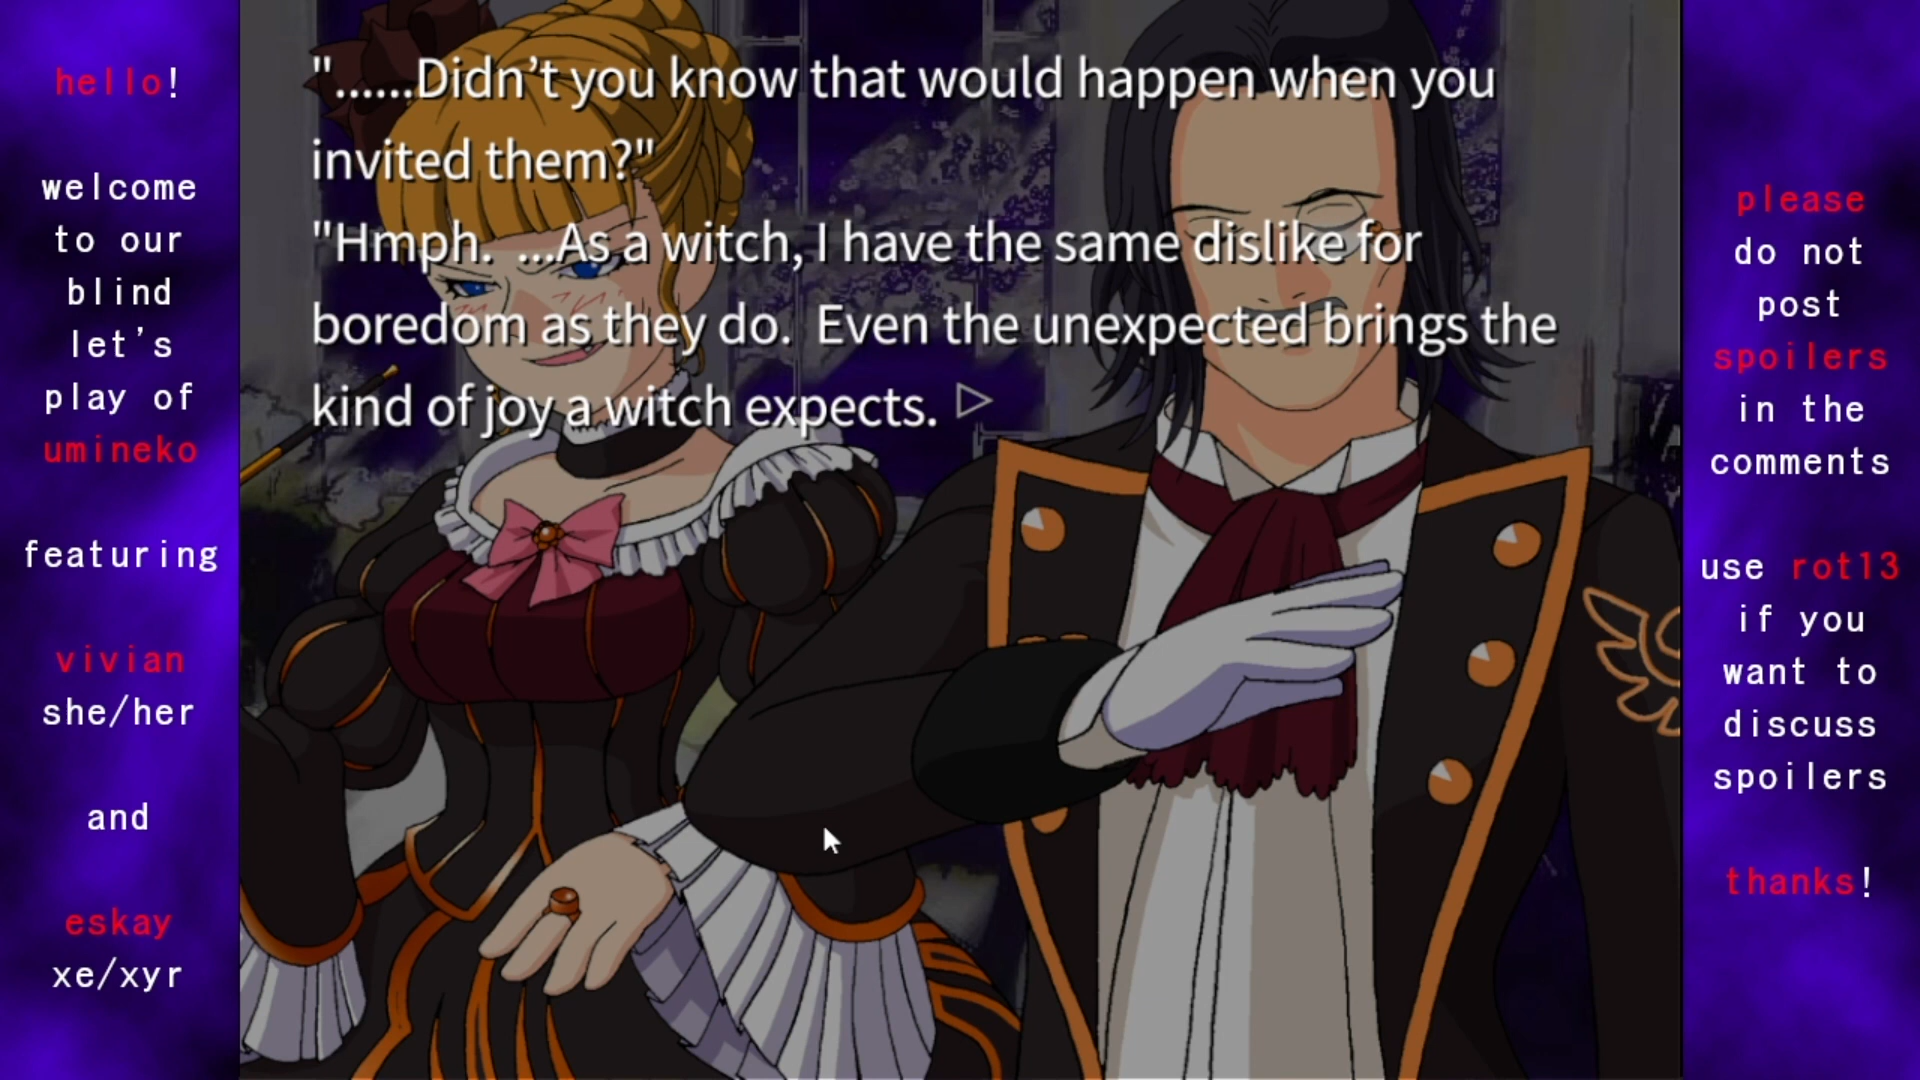 hello!
welcome
to our
blind
let's
play of
umineko
featuring
vivian
she/her
and
eskay
xe/xyr
"......Didn’t you know that would happen when you
invited them?"
"Hmph.  ...As a witch, I have the same dislike for
boredom as they do.  Even the unexpected brings the
kind of joy a witch expects.
please
do not
post
spoilers
in the
comments
use rot13
if you
want to
discuss
spoilers
thanks!